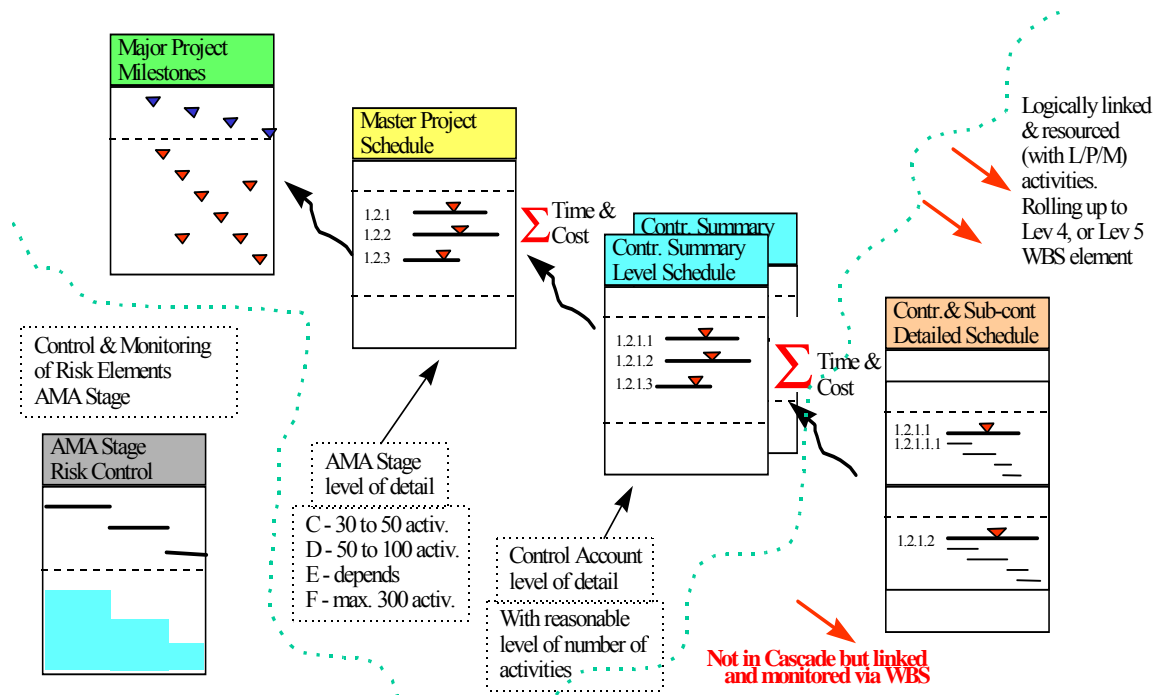 Major Project
Milestones
Master Project
Schedule
1.2.1
1.2.2
1.2.3
Σ Time &
Cost
Contr. Summary
Contr. Summary
Level Schedule
1.2.1.1
1.2.1.2
1.2.1.3
Σ Time &
Cost
Logically linked
& resourced
(with L/P/M)
activities.
Rolling up to
Lev 4, or Lev 5
WBS element
Contr.& Sub-cont
Detailed Schedule
1.2.1.1
1.2.1.1.1
1.2.1.2
Control & Monitoring
of Risk Elements
AMA Stage
AMA Stage
Risk Control
AMA Stage
level of detail
C - 30 to 50 activ.
D - 50 to 100 activ.
E - depends
F - max. 300 activ.
Control Account
level of detail
With reasonable
level of number of
activities
Not in Cascade but linked
and monitored via WBS